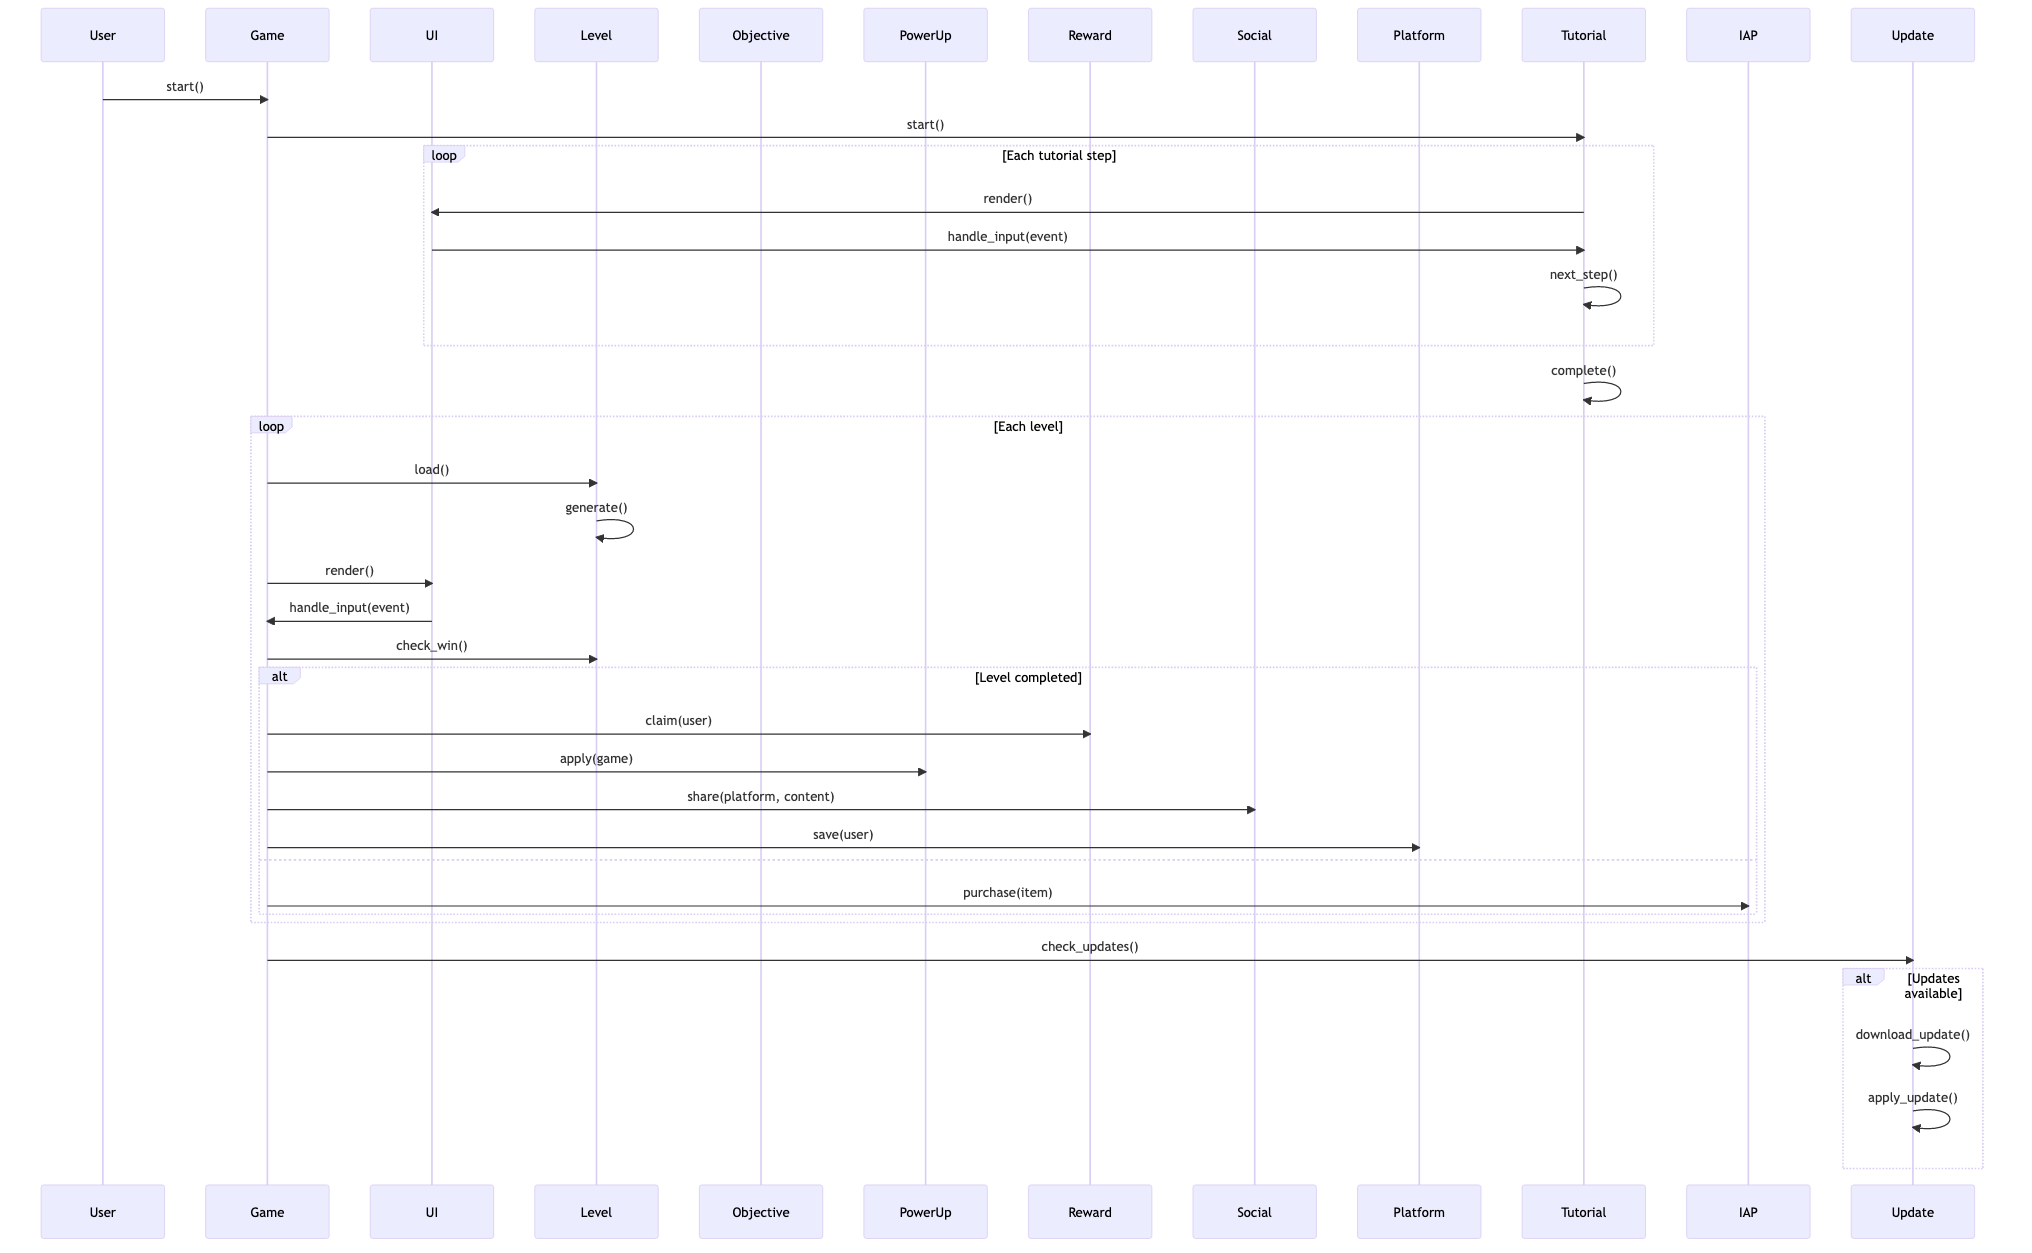 User
Game
UI
Level
Objective
PowerUp
Reward
Social
Platform
Tutorial
IAP
Update
start()
start()
loop
[Each tutorial step]
render()
handle_input(event)
next_step()
complete()
loop
[Each level]
load()
generate()
render()
handle_input(event)
check_win()
alt
[Level completed]
claim(user)
apply(game)
share(platform, content)
save(user)
purchase(item)
check_updates()
alt
[Updates
available]
download_update()
apply_update()
User
Game
UI
Level
Objective
PowerUp
Reward
Social
Platform
Tutorial
IAP
Update